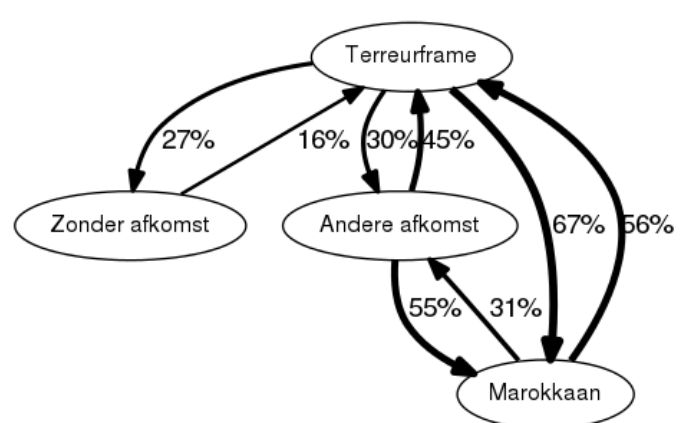 Terreurframe
27%
16%
30%
45%
Zonder afkomst
Andere afkomst
67%
56%
55%
31%
Marokkaan